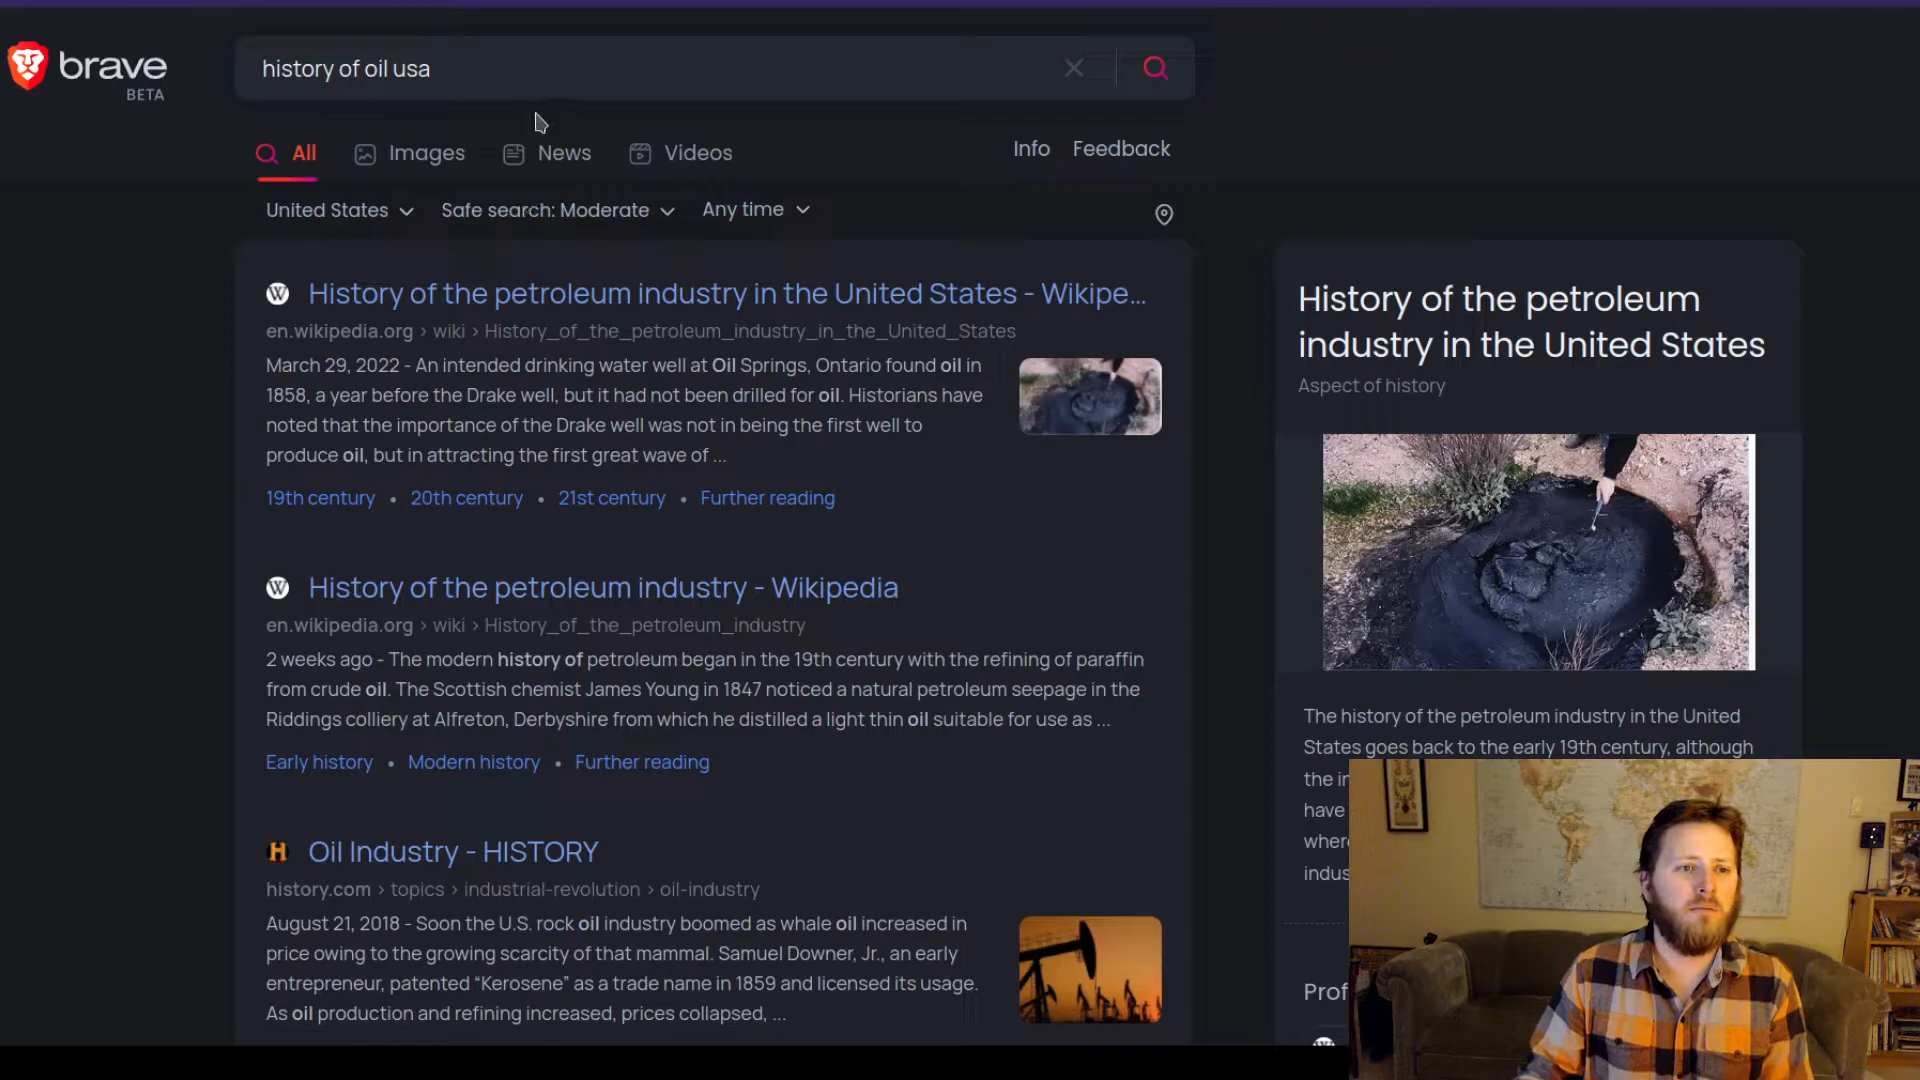 brave
BETA
history of oil usa
All Images News Videos
Info Feedback
United States Safe search: Moderate Any time
History of the petroleum industry in the United States - Wikipe...
en.wikipedia.org › wiki › History_of_the_petroleum_industry_in_the_United_States
March 29, 2022 - An intended drinking water well at Oil Springs, Ontario found oil in
1858, a year before the Drake well, but it had not been drilled for oil. Historians have
noted that the importance of the Drake well was not in being the first well to
produce oil, but in attracting the first great wave of ...
19th century • 20th century • 21st century • Further reading
W History of the petroleum industry - Wikipedia
en.wikipedia.org › wiki › History_of_the_petroleum_industry
2 weeks ago - The modern history of petroleum began in the 19th century with the refining of paraffin
from crude oil. The Scottish chemist James Young in 1847 noticed a natural petroleum seepage in the
Riddings colliery at Alfreton, Derbyshire from which he distilled a light thin oil suitable for use as ...
Early history • Modern history • Further reading
H Oil Industry - HISTORY
history.com › topics › industrial-revolution › oil-industry
August 21, 2018 - Soon the U.S. rock oil industry boomed as whale oil increased in
price owing to the growing scarcity of that mammal. Samuel Downer, Jr., an early
entrepreneur, patented “Kerosene” as a trade name in 1859 and licensed its usage.
As oil production and refining increased, prices collapsed, ...
History of the petroleum
industry in the United States
Aspect of history
The history of the petroleum industry in the United
States goes back to the early 19th century, although
the in
have
where
indus
Prof